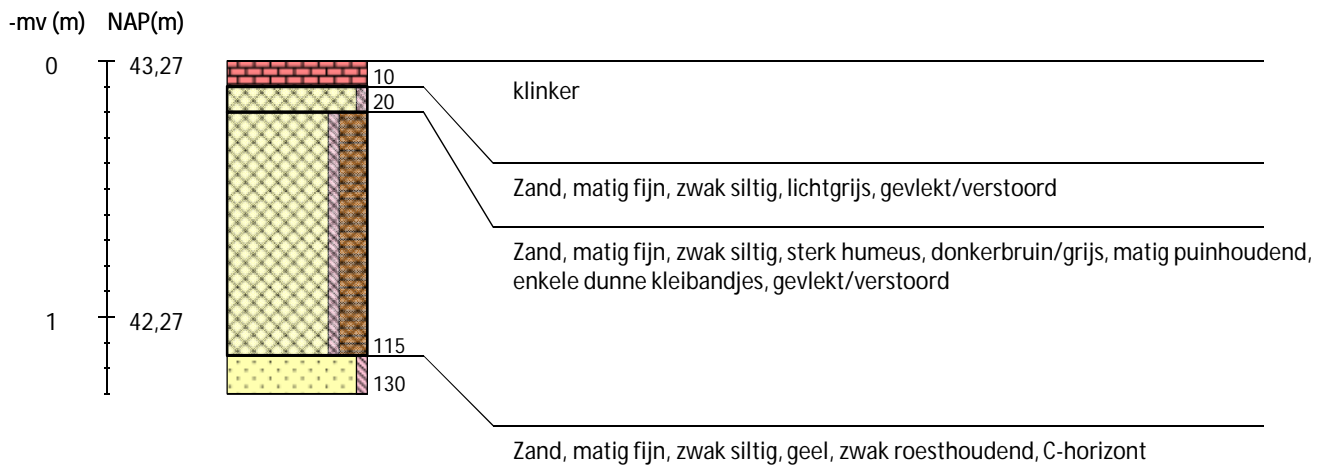 -mv (m) NAP(m)
0 43,27
10
klinker
20
Zand, matig fijn, zwak siltig, lichtgrijs, gevlekt/verstoord
Zand, matig fijn, zwak siltig, sterk humeus, donkerbruin/grijs, matig puinhoudend,
enkele dunne kleibandjes, gevlekt/verstoord
1 42,27
115
130
Zand, matig fijn, zwak siltig, geel, zwak roesthoudend, C-horizont